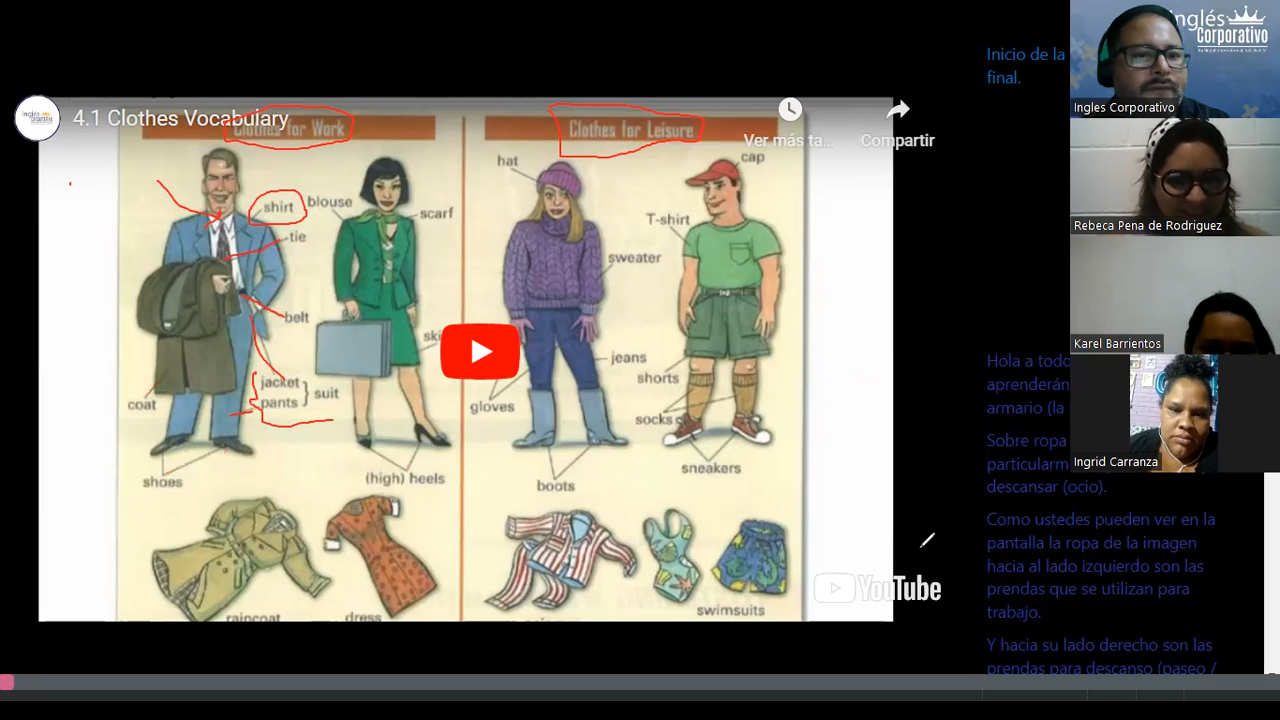 4.1 Clothes Vocabulary
Clothes for Work
Clothes for Leisure
Ver más ta...
Compartir
shirt
tie
belt
jacket
pants
suit
coat
shoes
blouse
scarf
(high) heels
raincoat
dress
hat
sweater
jeans
gloves
boots
cap
T-shirt
shorts
socks
sneakers
swimsuits
YouTube
Inicio de la
final.
Hola a todo
aprenderán
armario (la
Sobre ropa
particularm
descansar (ocio).
Como ustedes pueden ver en la
pantalla la ropa de la imagen
hacia al lado izquierdo son las
prendas que se utilizan para
trabajo.
Y hacia su lado derecho son las
prendas para descanso (paseo /
Inglés
Corporativo
Ingles Corporativo
Rebeca Pena de Rodriguez
Karel Barrientos
Ingrid Carranza